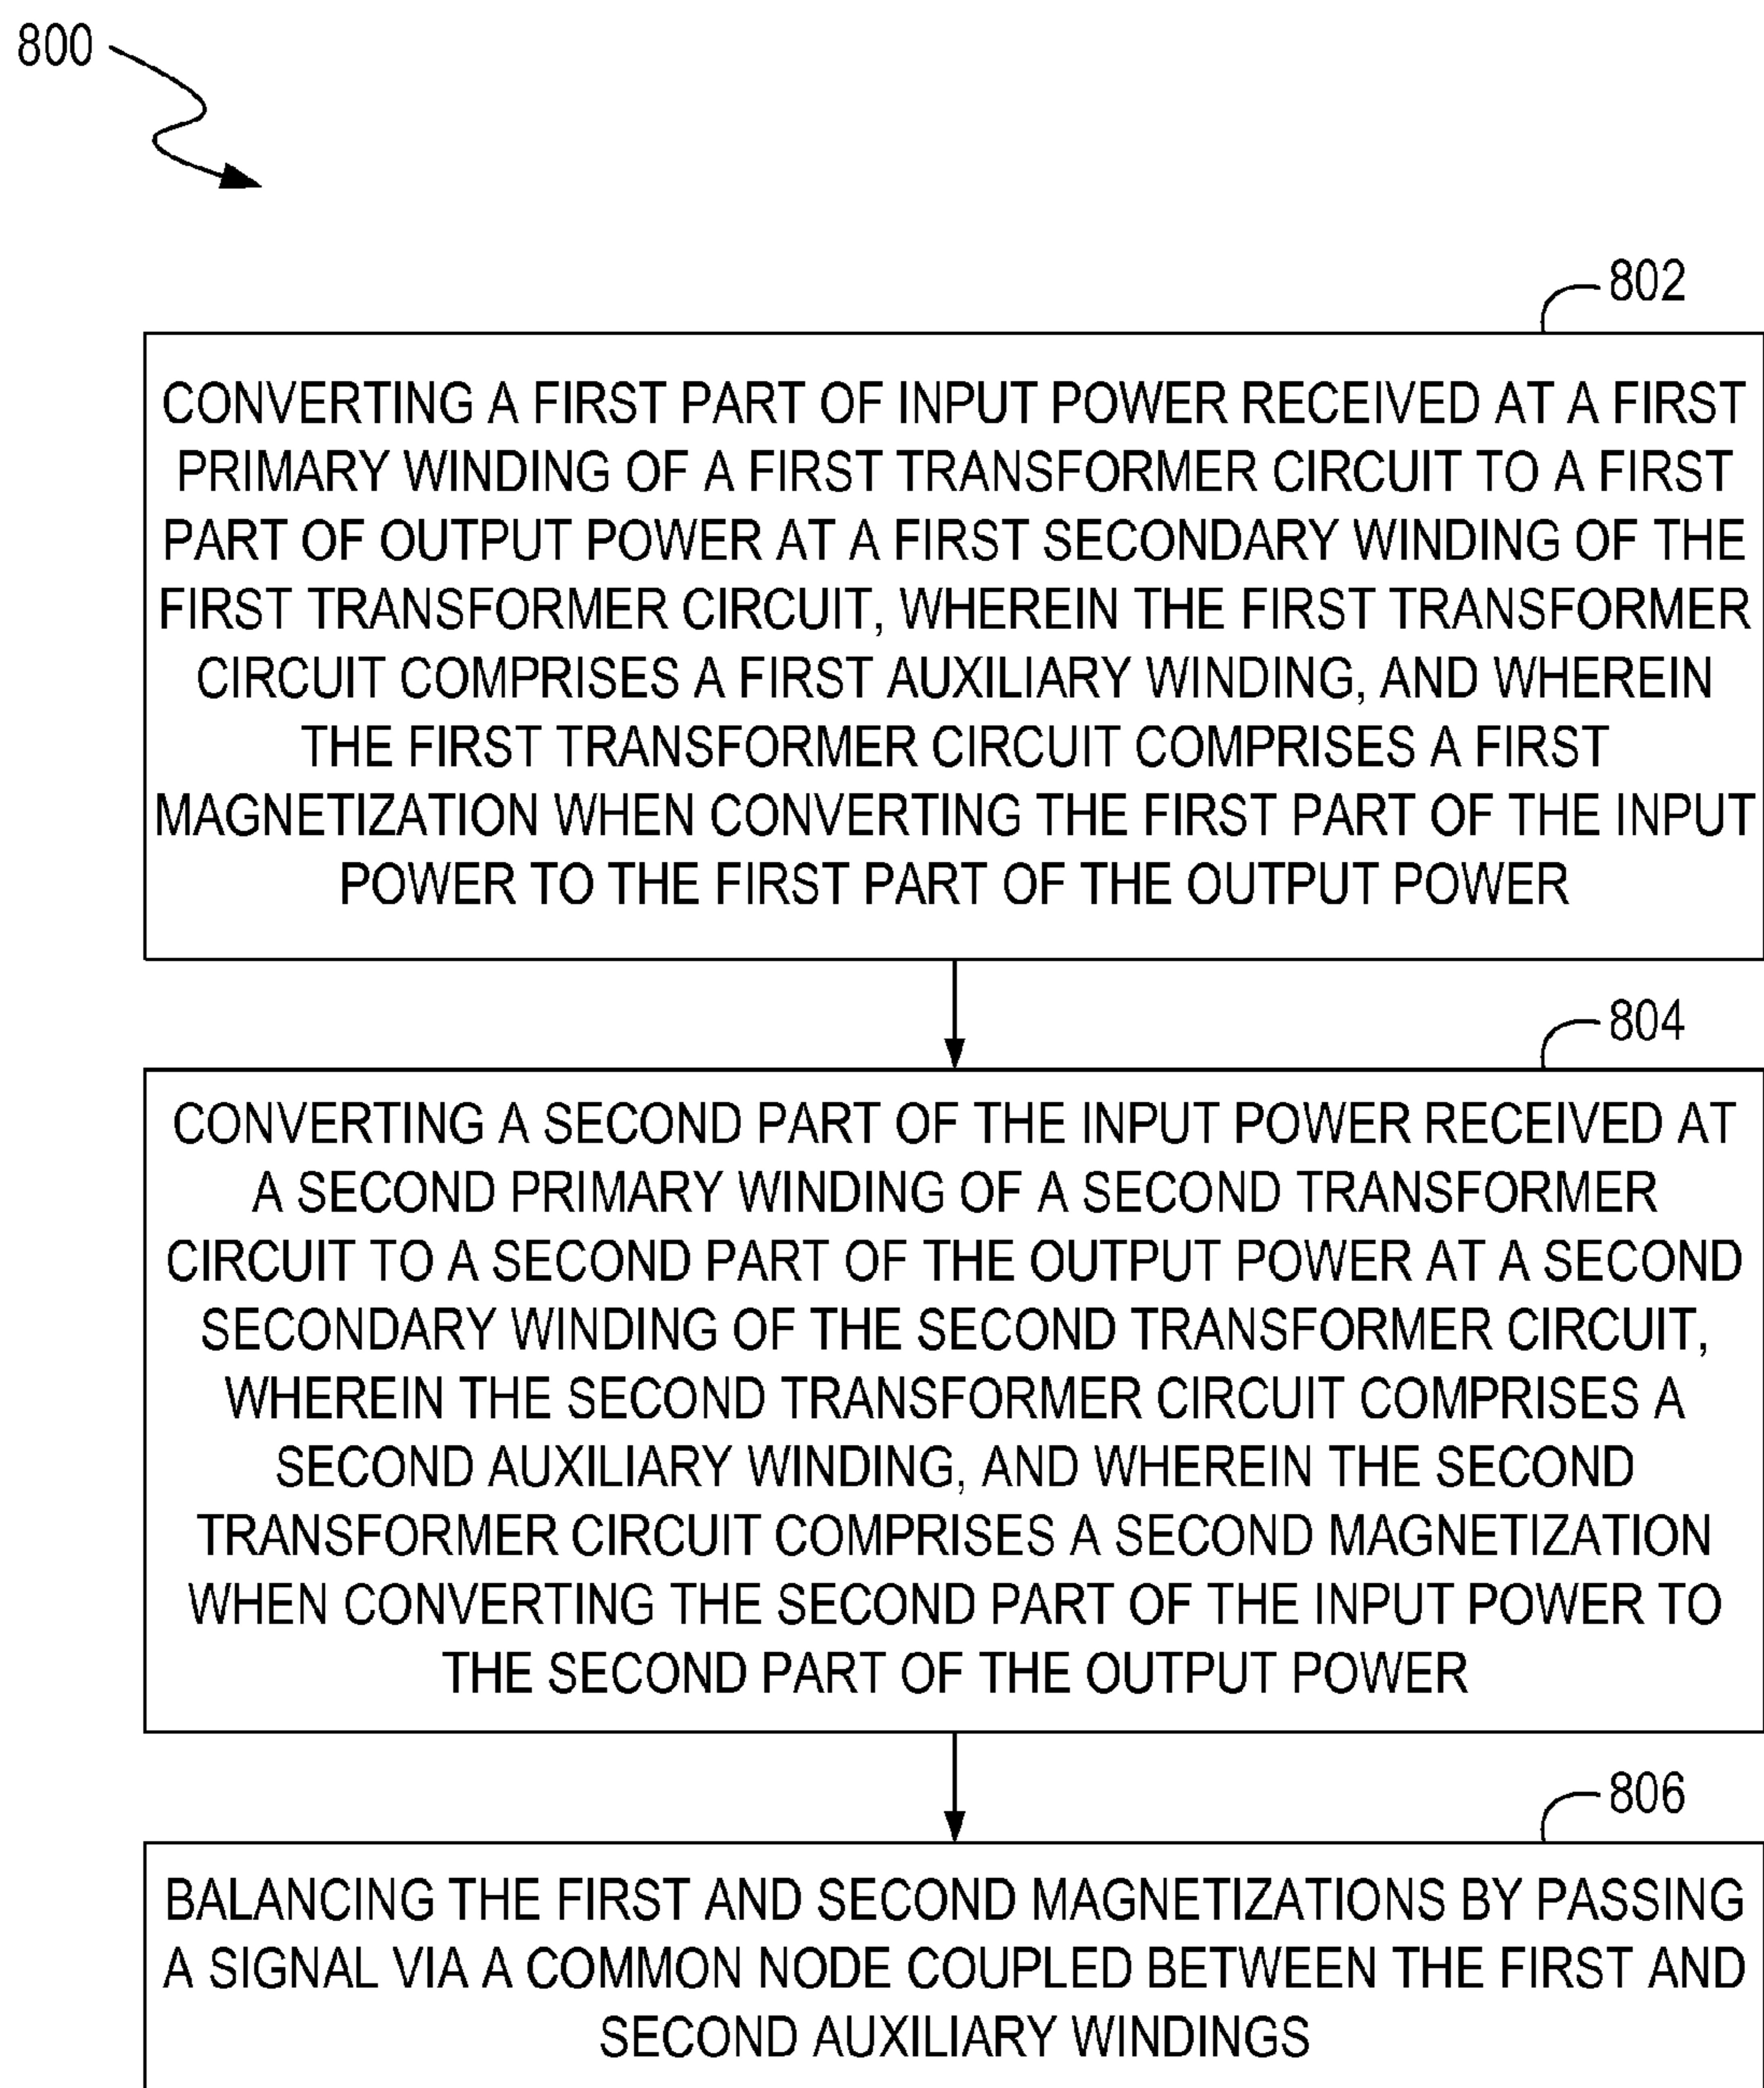 800
802
CONVERTING A FIRST PART OF INPUT POWER RECEIVED AT A FIRST
PRIMARY WINDING OF A FIRST TRANSFORMER CIRCUIT TO A FIRST
PART OF OUTPUT POWER AT A FIRST SECONDARY WINDING OF THE
FIRST TRANSFORMER CIRCUIT, WHEREIN THE FIRST TRANSFORMER
CIRCUIT COMPRISES A FIRST AUXILIARY WINDING, AND WHEREIN
THE FIRST TRANSFORMER CIRCUIT COMPRISES A FIRST
MAGNETIZATION WHEN CONVERTING THE FIRST PART OF THE INPUT
POWER TO THE FIRST PART OF THE OUTPUT POWER
804
CONVERTING A SECOND PART OF THE INPUT POWER RECEIVED AT
A SECOND PRIMARY WINDING OF A SECOND TRANSFORMER
CIRCUIT TO A SECOND PART OF THE OUTPUT POWER AT A SECOND
SECONDARY WINDING OF THE SECOND TRANSFORMER CIRCUIT,
WHEREIN THE SECOND TRANSFORMER CIRCUIT COMPRISES A
SECOND AUXILIARY WINDING, AND WHEREIN THE SECOND
TRANSFORMER CIRCUIT COMPRISES A SECOND MAGNETIZATION
WHEN CONVERTING THE SECOND PART OF THE INPUT POWER TO
THE SECOND PART OF THE OUTPUT POWER
806
BALANCING THE FIRST AND SECOND MAGNETIZATIONS BY PASSING
A SIGNAL VIA A COMMON NODE COUPLED BETWEEN THE FIRST AND
SECOND AUXILIARY WINDINGS